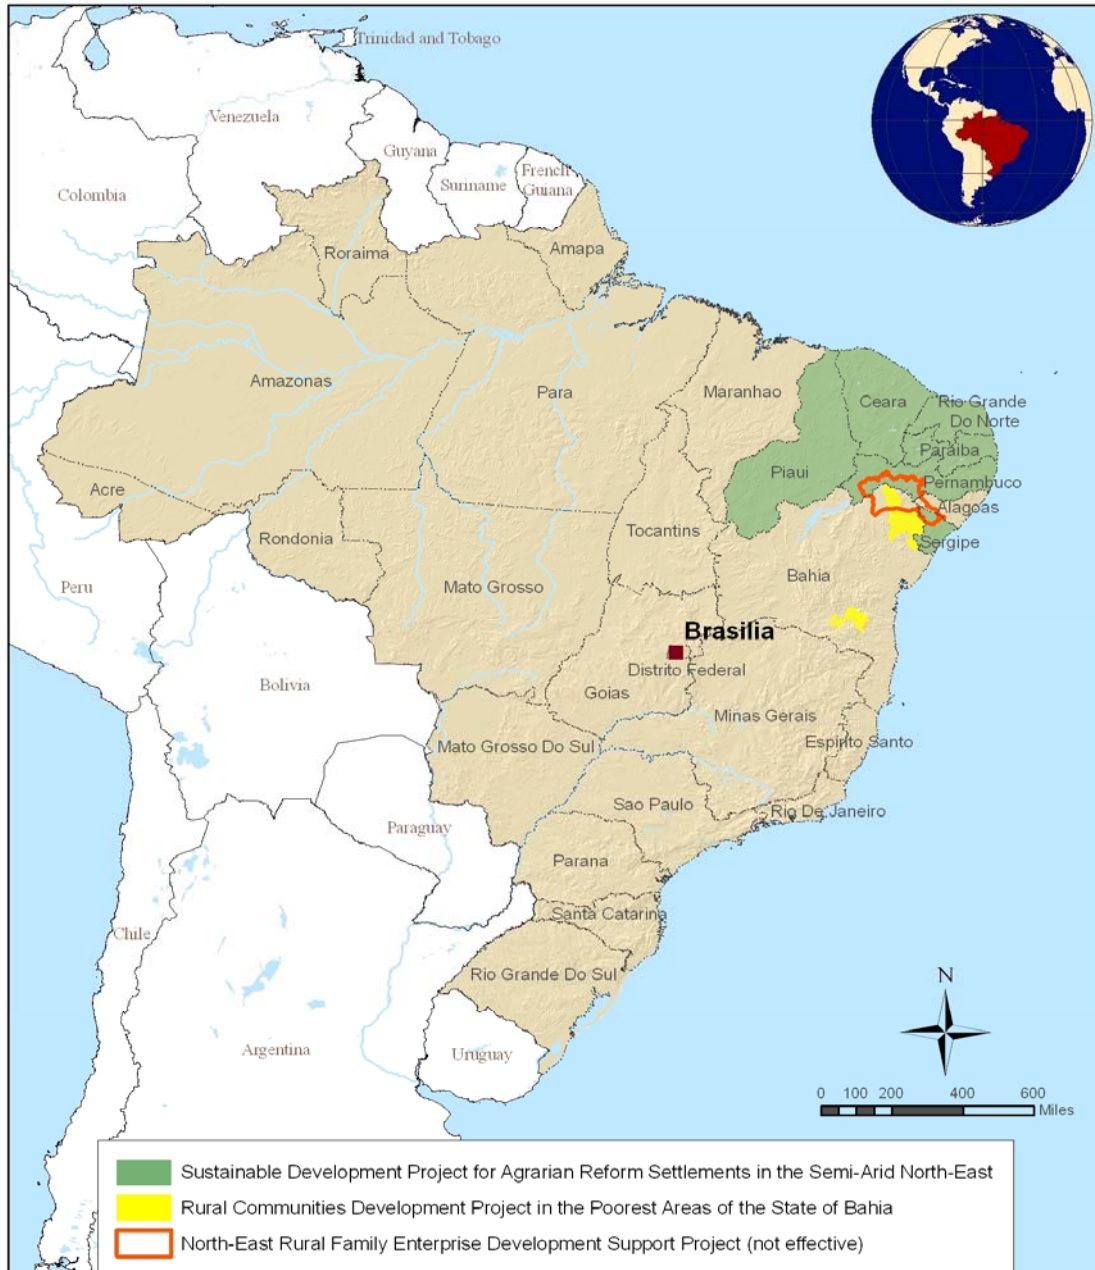 Trinidad and Tobago
Venezuela
Guyana
French
Guiana
Suriname
Colombia
Amapa
Roraima
Amazonas
Para
Maranhao
Ceara
Rio Grande
Do Norte
Paraiba
Piaui
Pernambuco
Alagoas
Acre
Tocantins
Sergipe
Rondonia
Bahia
Peru
Mato Grosso
Brasilia
Distrito Federal
Bolivia
Goias
Minas Gerais
Mato Grosso Do Sul
Espirito Santo
Sao Paulo
Rio De Janeiro
Paraguay
Parana
Santa Catarina
Chile
Rio Grande Do Sul
N
Argentina
Uruguay
0 100 200 400 600
Miles
Sustainable Development Project for Agrarian Reform Settlements in the Semi-Arid North-East
Rural Communities Development Project in the Poorest Areas of the State of Bahia
North-East Rural Family Enterprise Development Support Project (not effective)